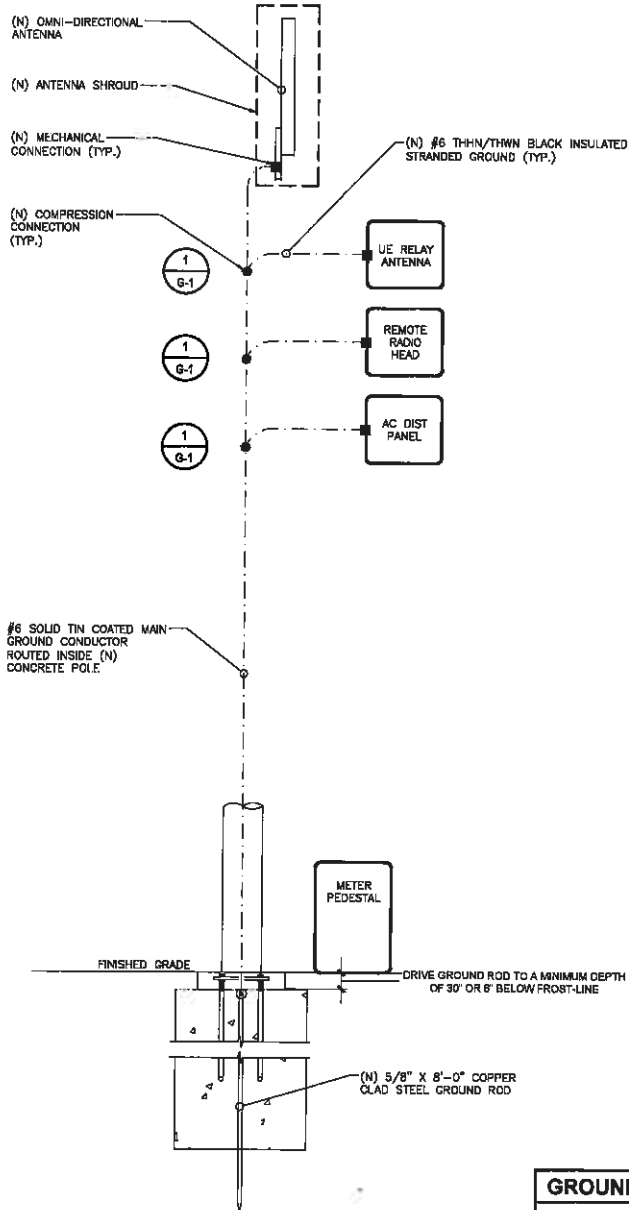 (N) OMNI-DIRECTIONAL
ANTENNA
(N) ANTENNA SHROUD
(N) MECHANICAL
CONNECTION (TYP.)
(N) #6 THHN/THWN BLACK INSULATED
STRANDED GROUND (TYP.)
(N) COMPRESSION
CONNECTION
(TYP.)
1
G-1
UE RELAY
ANTENNA
1
G-1
REMOTE
RADIO
HEAD
1
G-1
AC DIST
PANEL
#6 SOLID TIN COATED MAIN
GROUND CONDUCTOR
ROUTED INSIDE (N)
CONCRETE POLE
METER
PEDESTAL
FINISHED GRADE
DRIVE GROUND ROD TO A MINIMUM DEPTH
OF 30" OR 6" BELOW FROST-LINE
(N) 5/8" X 8'-0" COPPER
CLAD STEEL GROUND ROD